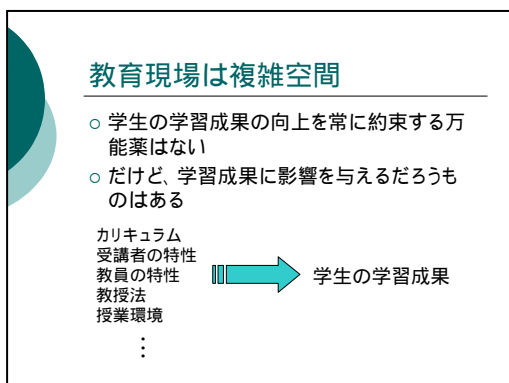 教育現場は複雑空間
○ 学生の学習成果の向上を常に約束する万
能薬はない
○ だけど、学習成果に影響を与えるだろうも
のはある
カリキュラム
受講者の特性
教員の特性
教授法
授業環境
⋮
学生の学習成果